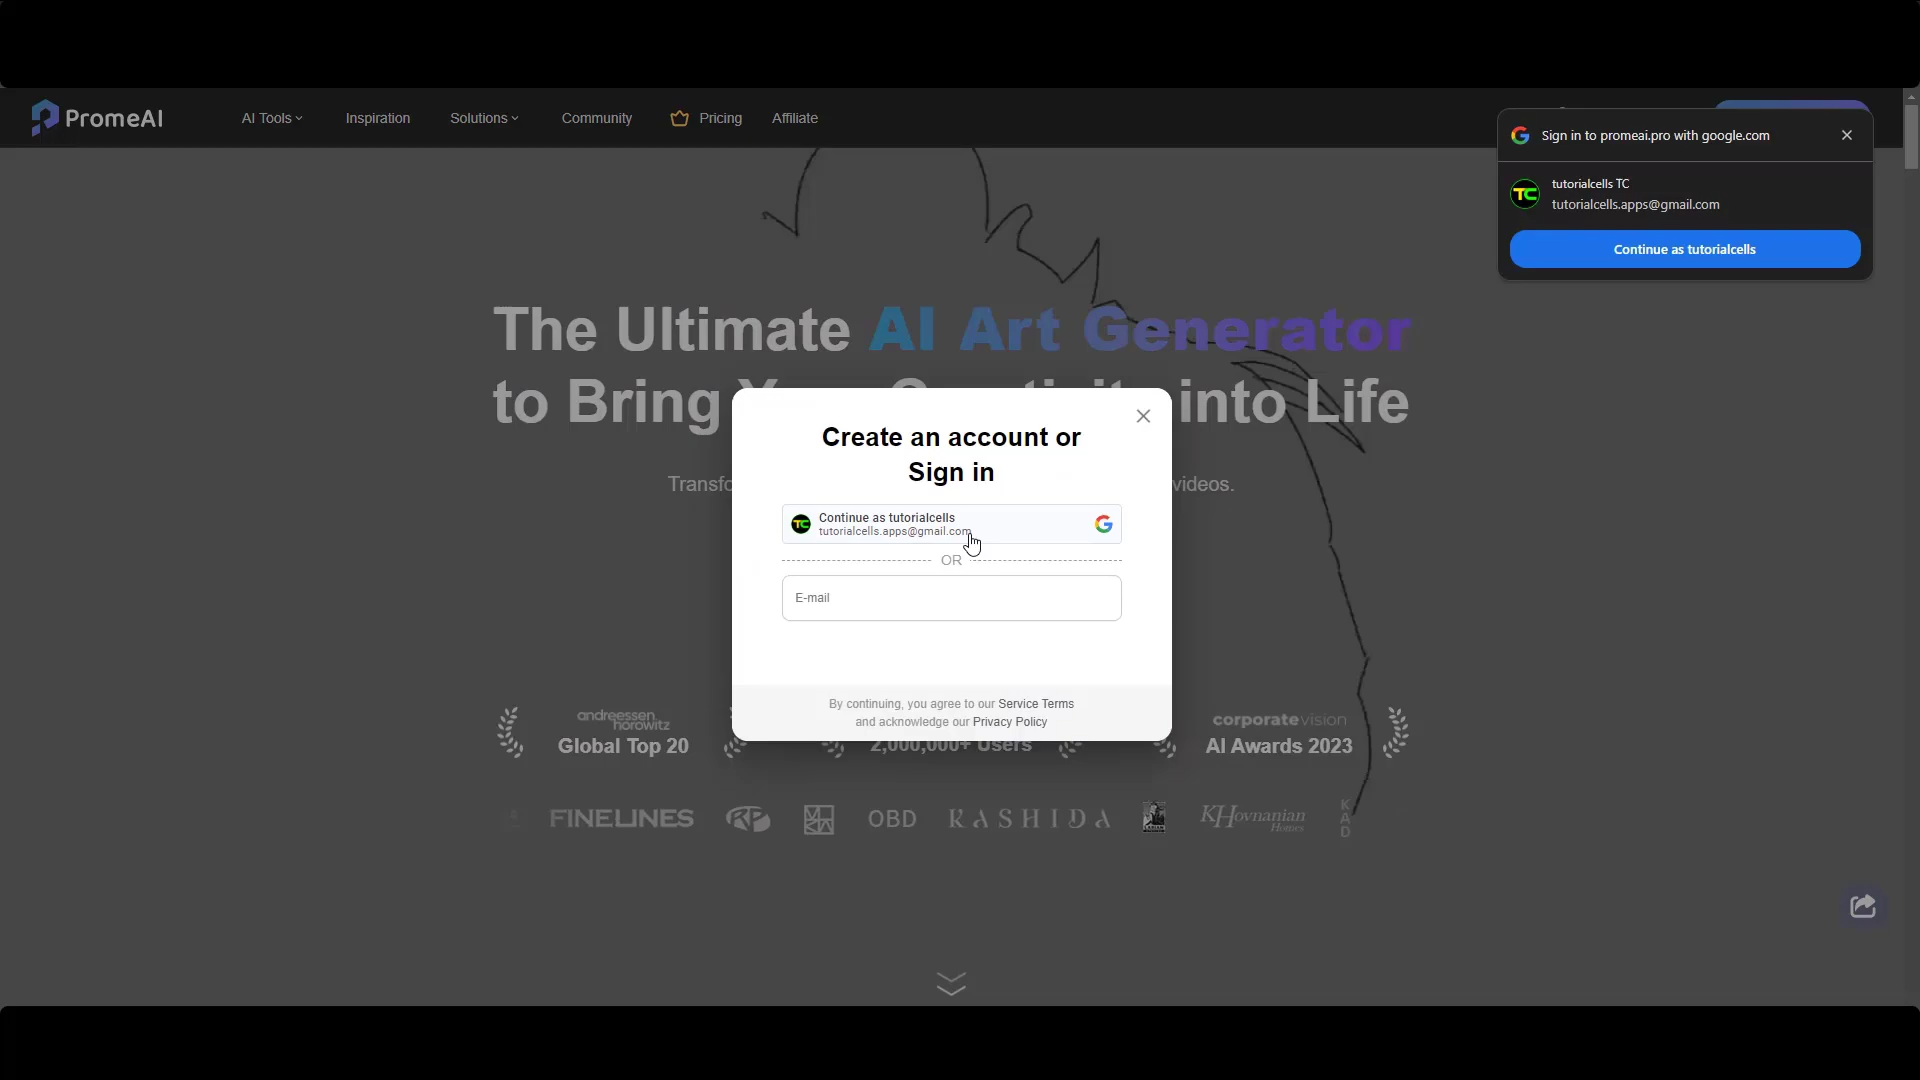 PromeAI
AI Tools
Inspiration
Solutions
Community
Pricing
Affiliate
Sign in to promeai.pro with google.com
tutorialcells TC
tutorialcells.apps@gmail.com
Continue as tutorialcells
The Ultimate AI Art Generator
to Bring into Life
videos.
Create an account or
Sign in
TC
Continue as tutorialcells
tutorialcells.apps@gmail.com
OR
E-mail
By continuing, you agree to our Service Terms
and acknowledge our Privacy Policy
andreessen.
horowitz
Global Top 20
2,000,000+ Users
corporatevision
AI Awards 2023
FINELINES
OBD
KASHIDA
KHovnanian
Homes
KAD